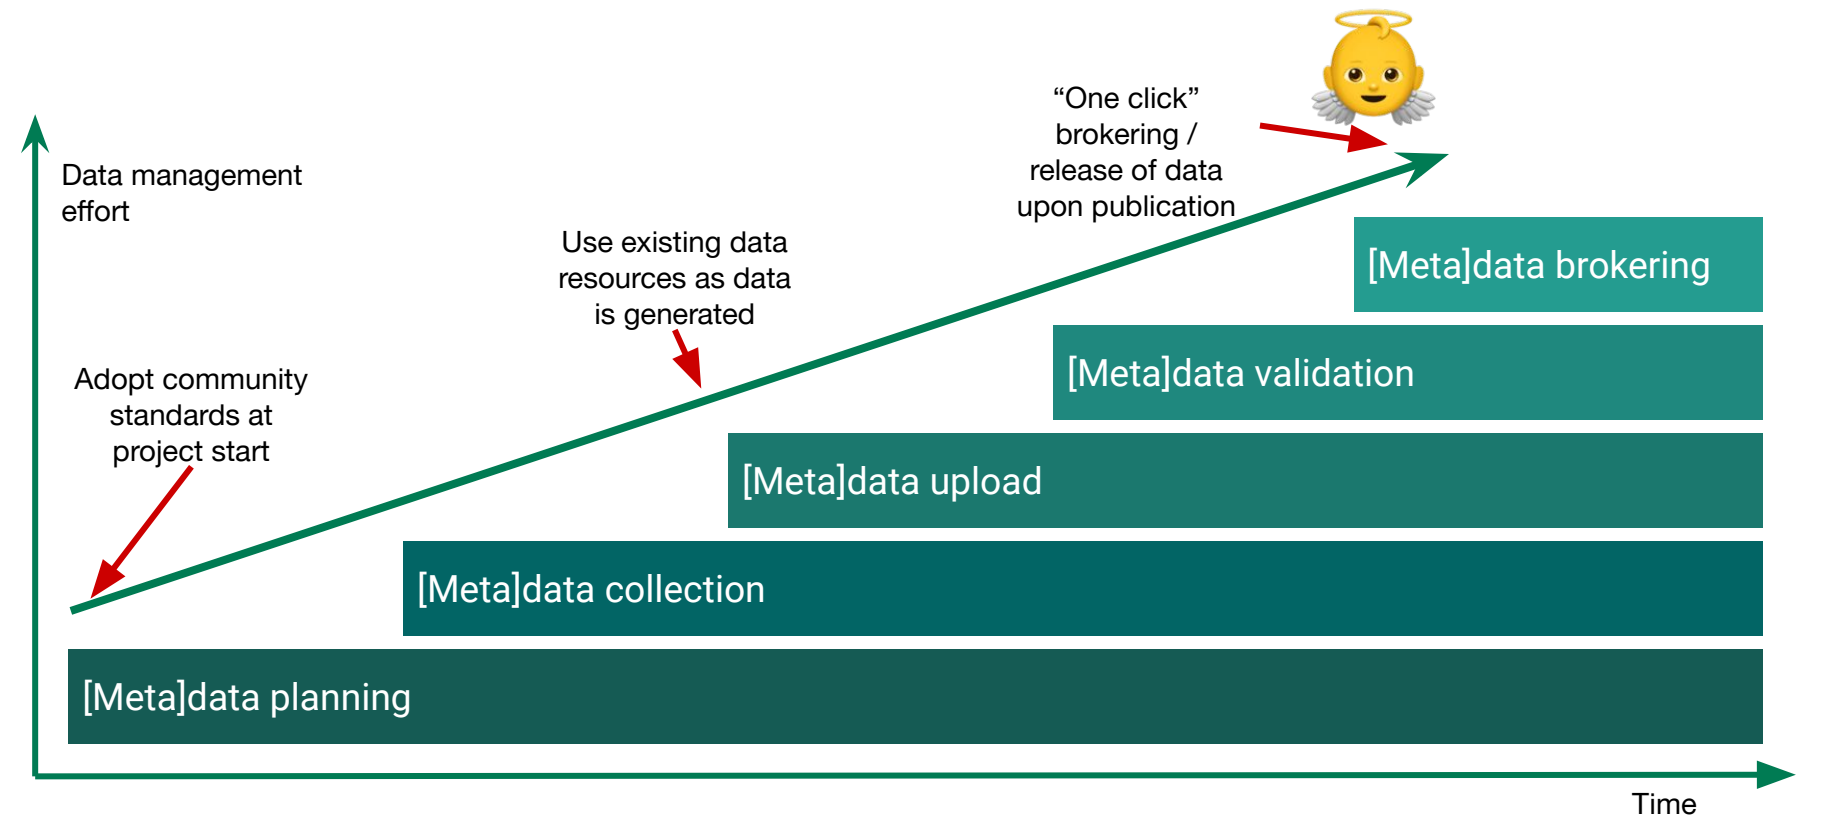 “One click”
brokering /
release of data
upon publication
Data management
effort
Use existing data
resources as data
is generated
Adopt community
standards at
project start
[Meta]data brokering
[Meta]data validation
[Meta]data upload
[Meta]data collection
[Meta]data planning
Time